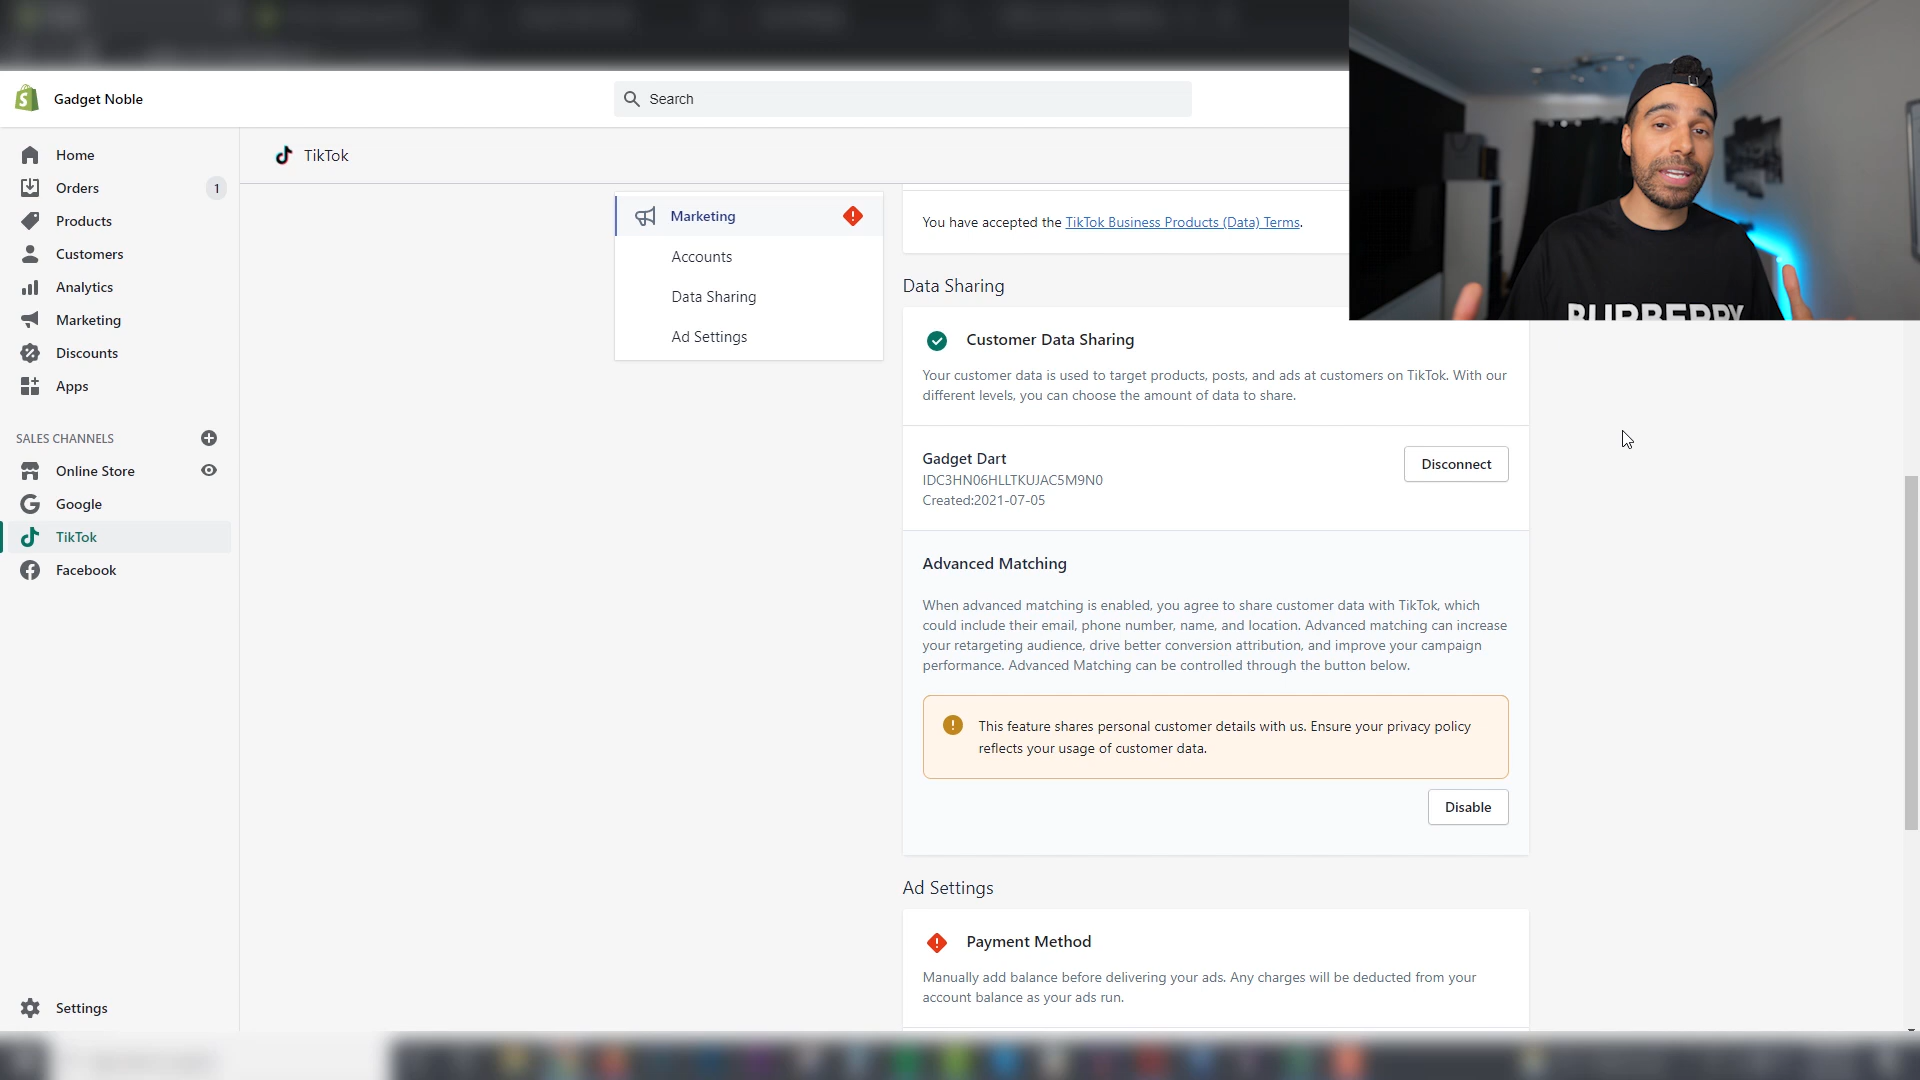 Gadget Noble
Search
Home
Orders
1
Products
Customers
Analytics
Marketing
Discounts
Apps
SALES CHANNELS
Online Store
Google
TikTok
Facebook
Settings
TikTok
Marketing
Accounts
Data Sharing
Ad Settings
You have accepted the TikTok Business Products (Data) Terms.
Data Sharing
Customer Data Sharing
Your customer data is used to target products, posts, and ads at customers on TikTok. With our
different levels, you can choose the amount of data to share.
Gadget Dart
IDC3HN06HLLTKUJAC5M9N0
Created:2021-07-05
Disconnect
Advanced Matching
When advanced matching is enabled, you agree to share customer data with TikTok, which
could include their email, phone number, name, and location. Advanced matching can increase
your retargeting audience, drive better conversion attribution, and improve your campaign
performance. Advanced Matching can be controlled through the button below.
This feature shares personal customer details with us. Ensure your privacy policy
reflects your usage of customer data.
Disable
Ad Settings
Payment Method
Manually add balance before delivering your ads. Any charges will be deducted from your
account balance as your ads run.
BURBERRY